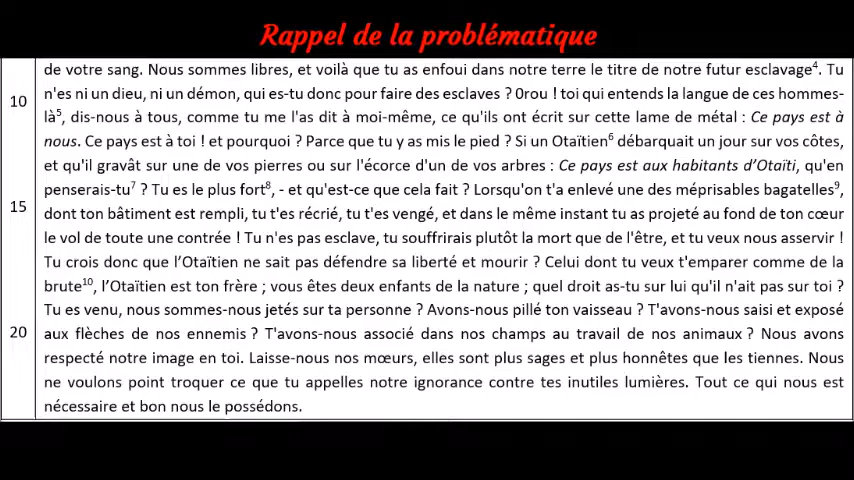 Rappel de la problématique
de votre sang. Nous sommes libres, et voilà que tu as enfoui dans notre terre le titre de notre futur esclavage⁴. Tu
10 n'es ni un dieu, ni un démon, qui es-tu donc pour faire des esclaves ? 0rou ! toi qui entends la langue de ces hommes-
là⁵, dis-nous à tous, comme tu me l'as dit à moi-même, ce qu'ils ont écrit sur cette lame de métal : Ce pays est à
nous. Ce pays est à toi ! et pourquoi ? Parce que tu y as mis le pied ? Si un Otaïtien⁶ débarquait un jour sur vos côtes,
et qu'il gravât sur une de vos pierres ou sur l'écorce d'un de vos arbres : Ce pays est aux habitants d’Otaïti, qu'en
penserais-tu⁷ ? Tu es le plus fort⁸, - et qu'est-ce que cela fait ? Lorsqu'on t'a enlevé une des méprisables bagatelles⁹,
15 dont ton bâtiment est rempli, tu t'es récrié, tu t'es vengé, et dans le même instant tu as projeté au fond de ton cœur
le vol de toute une contrée ! Tu n'es pas esclave, tu souffrirais plutôt la mort que de l'être, et tu veux nous asservir !
Tu crois donc que l’Otaïtien ne sait pas défendre sa liberté et mourir ? Celui dont tu veux t'emparer comme de la
brute¹⁰, l’Otaïtien est ton frère ; vous êtes deux enfants de la nature ; quel droit as-tu sur lui qu'il n'ait pas sur toi ?
Tu es venu, nous sommes-nous jetés sur ta personne ? Avons-nous pillé ton vaisseau ? T'avons-nous saisi et exposé
20 aux flèches de nos ennemis ? T'avons-nous associé dans nos champs au travail de nos animaux ? Nous avons
respecté notre image en toi. Laisse-nous nos mœurs, elles sont plus sages et plus honnêtes que les tiennes. Nous
ne voulons point troquer ce que tu appelles notre ignorance contre tes inutiles lumières. Tout ce qui nous est
nécessaire et bon nous le possédons.